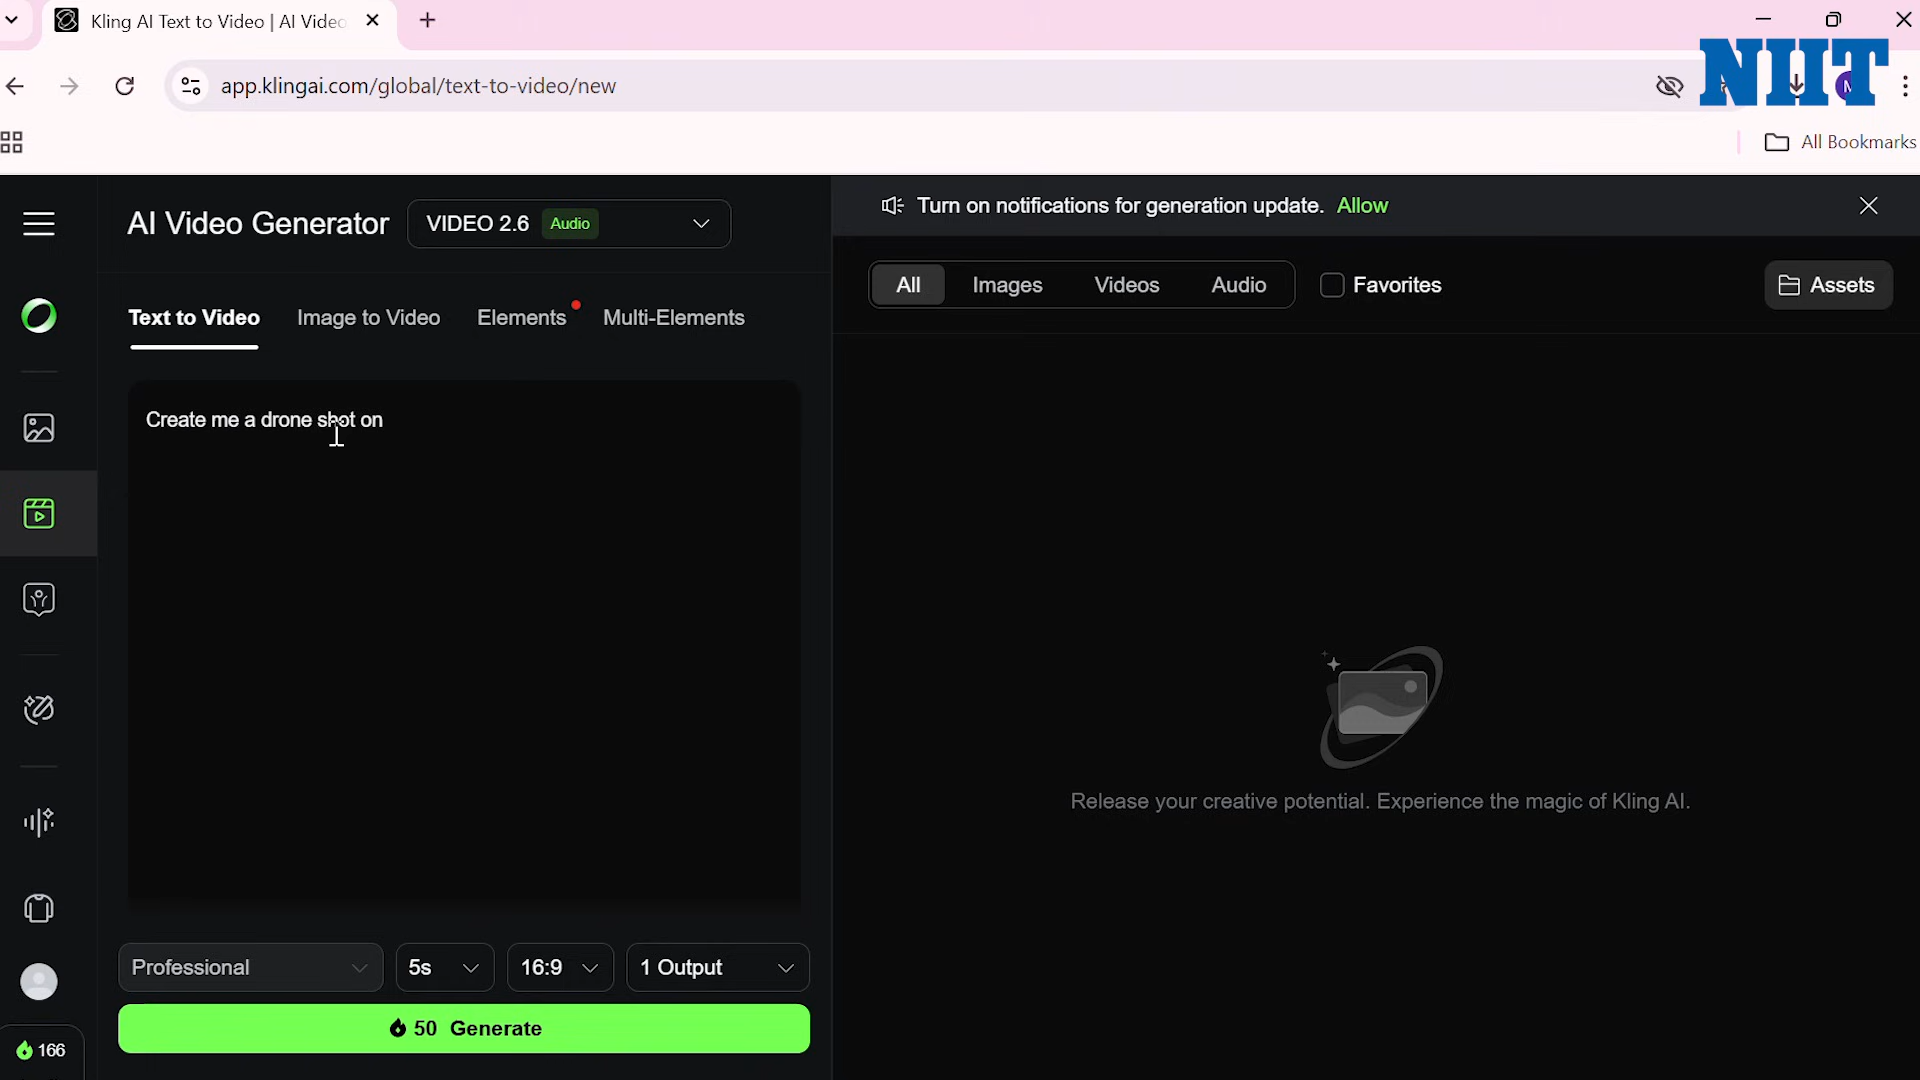 Kling AI Text to Video | AI Video
app.klingai.com/global/text-to-video/new
NIIT
All Bookmarks
AI Video Generator
VIDEO 2.6 Audio
Turn on notifications for generation update. Allow
All Images Videos Audio Favorites Assets
Text to Video Image to Video Elements Multi-Elements
Create me a drone shot on
Release your creative potential. Experience the magic of Kling AI.
Professional 5s 16:9 1 Output
50 Generate
166